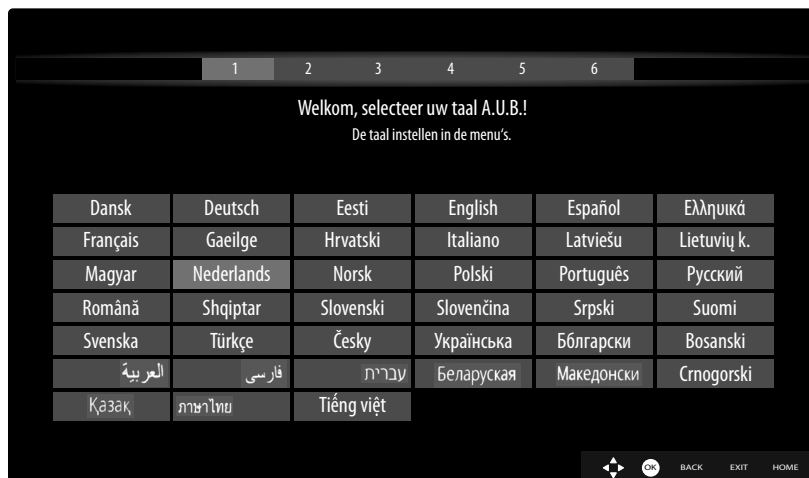 1 2 3 4 5 6
Welkom, selecteer uw taal A.U.B.!
De taal instellen in de menu's.
Dansk Deutsch Eesti English Español Ελληυικά
Français Gaeilge Hrvatski Italiano Latviešu Lietuvių k.
Magyar Nederlands Norsk Polski Português Русский
Română Shqiptar Slovenski Slovenčina Srpski Suomi
Svenska Türkçe Česky Українська Бблгарски Bosanski
العربية فارسی עברית Беларуская Македонски Crnogorski
Қазақ ภาษาไทย Tiếng việt
OK BACK EXIT HOME